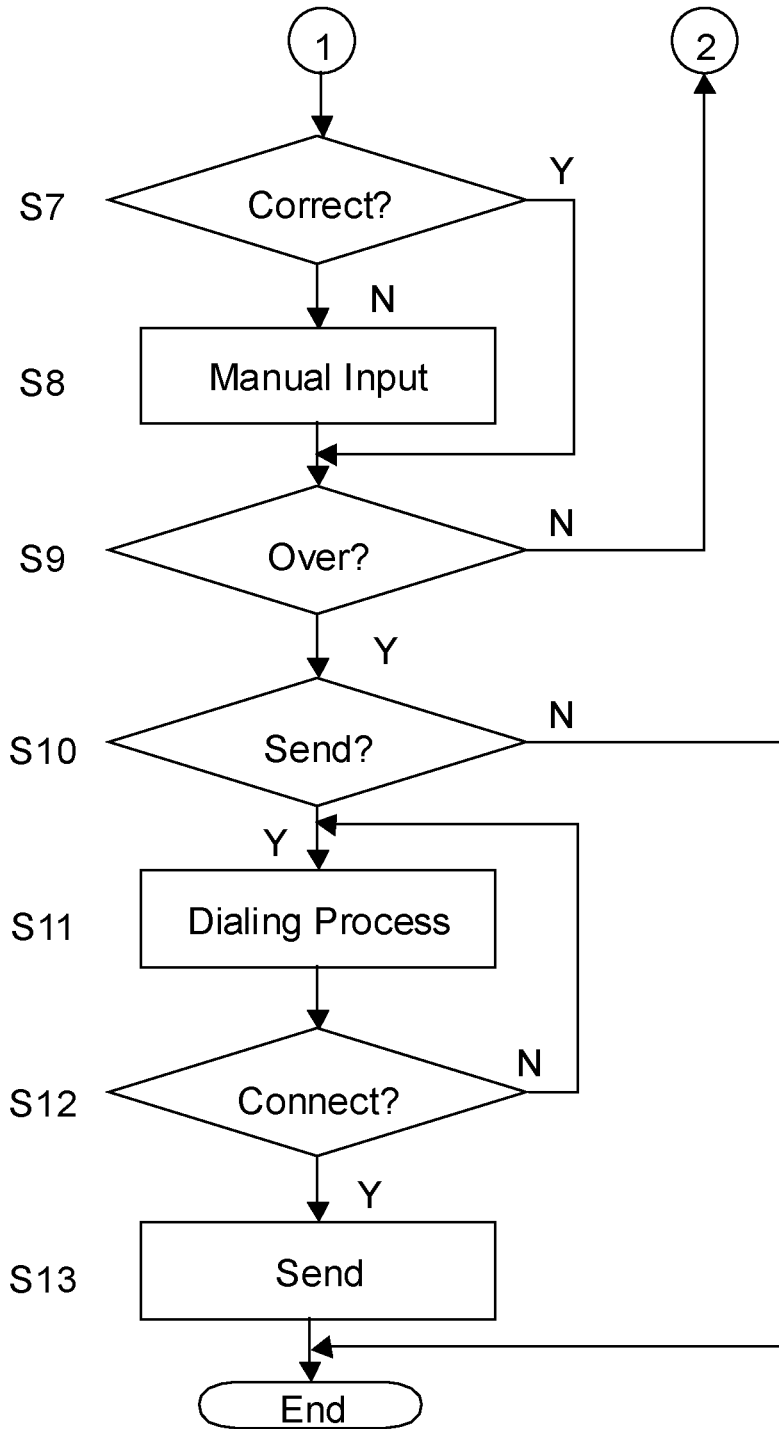 1 2
S7 Correct? Y
N
S8 Manual Input
S9 Over? N
Y
S10 Send? N
Y
S11 Dialing Process
S12 Connect? N
Y
S13 Send
End